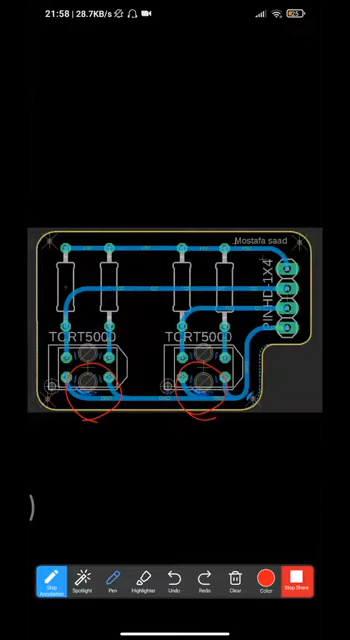 21:58 | 28.7KB/s
25
Mostafa saad
PINHD-1X4
TCRT5000 TCRT5000
Stop Annotation Spotlight Pen Highlighter Undo Redo Clear Color Stop Share